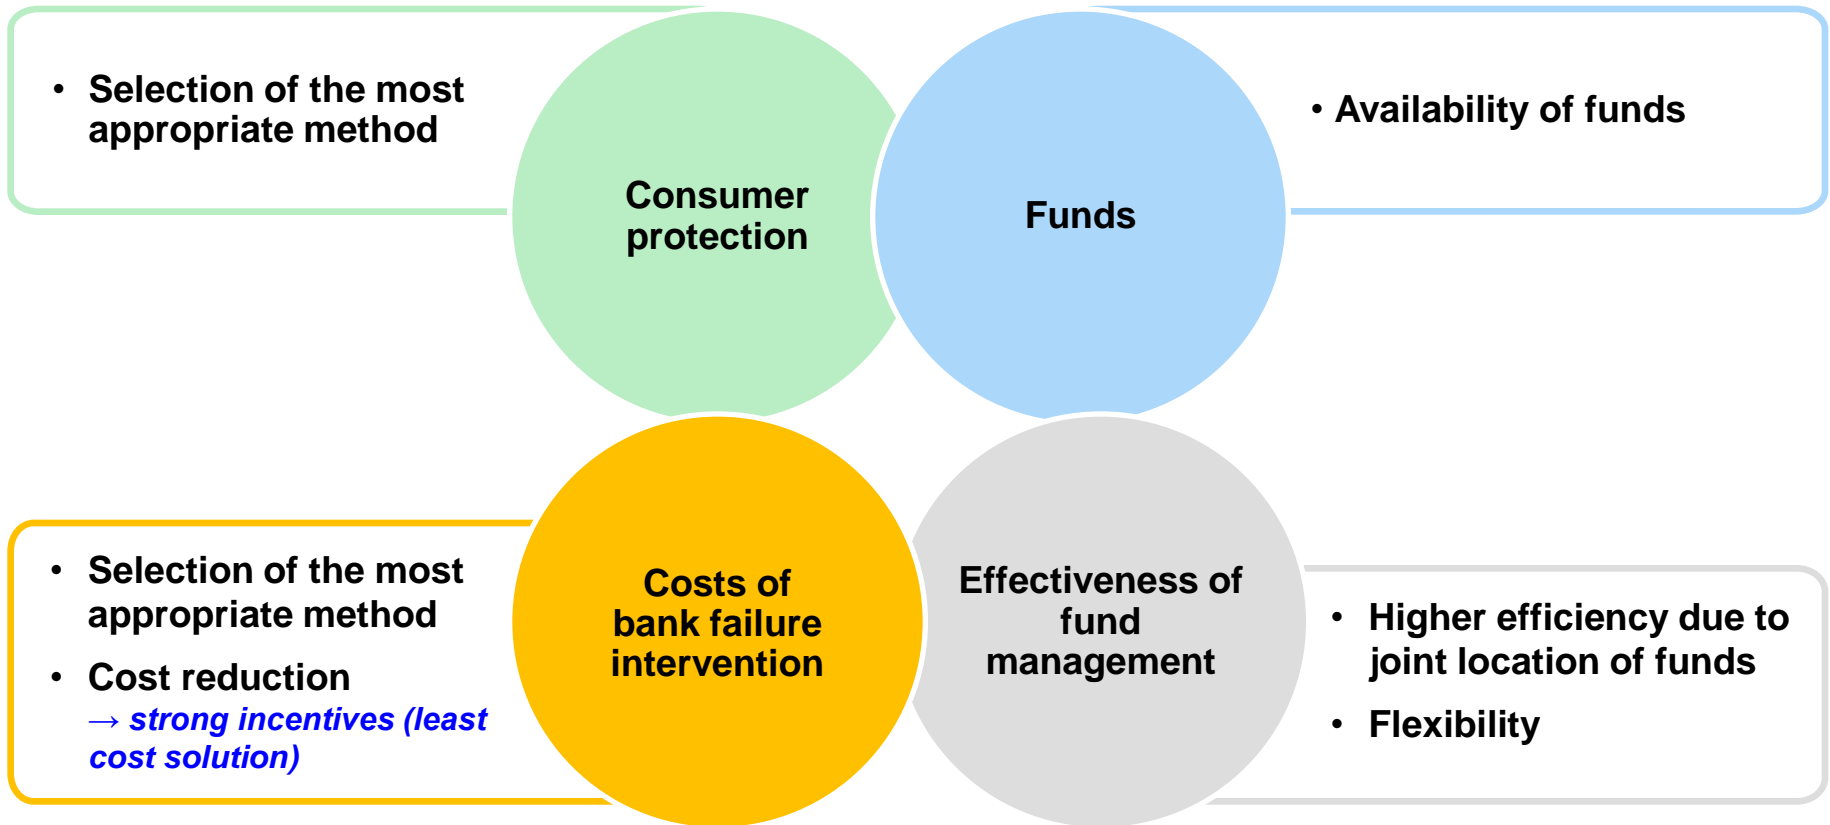 • Selection of the most
appropriate method
Consumer
protection
Funds
• Availability of funds
• Selection of the most
appropriate method
• Cost reduction
→ strong incentives (least
cost solution)
Costs of
bank failure
intervention
Effectiveness of
fund
management
• Higher efficiency due to
joint location of funds
• Flexibility